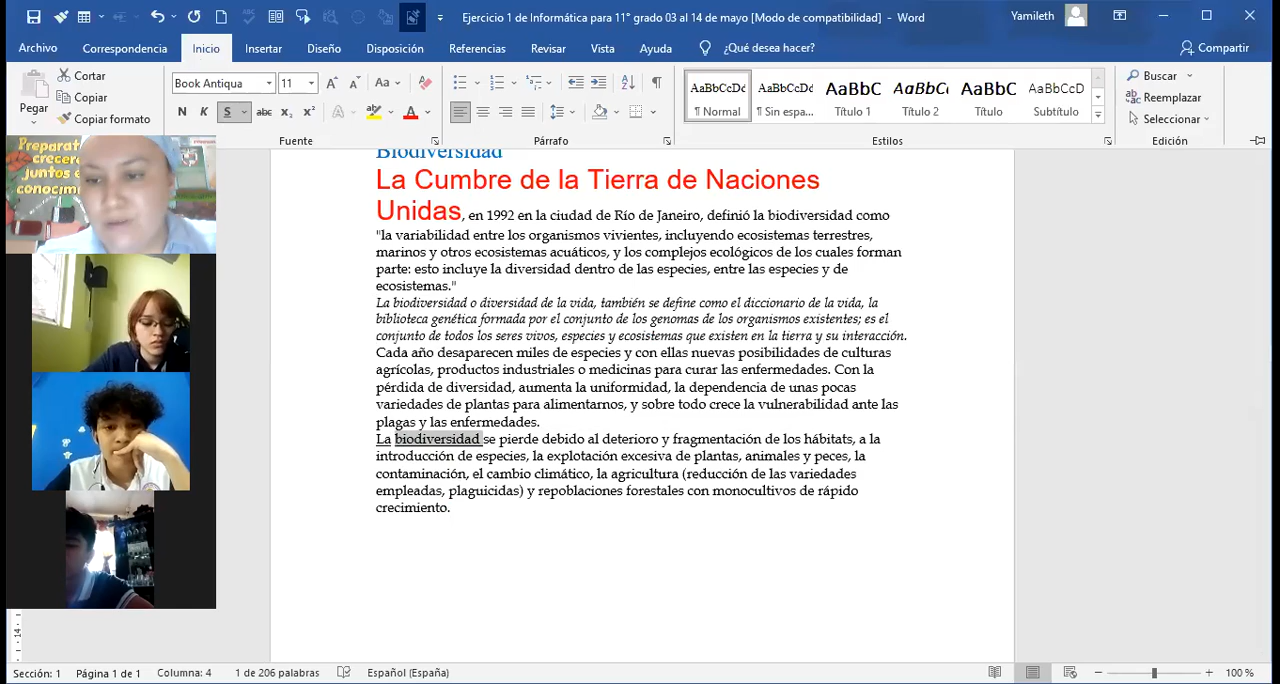 Ejercicio 1 de Informática para 11° grado 03 al 14 de mayo [Modo de compatibilidad] - Word
Yamileth
Archivo Correspondencia Inicio Insertar Diseño Disposición Referencias Revisar Vista Ayuda ¿Qué desea hacer? Compartir
Pegar
Cortar
Copiar
Copiar formato
Book Antiqua 11
N K S abc x₂ x²
Aa
Fuente
Párrafo
AaBbCcDc AaBbCcDc AaBbC AaBbCc AaBbC AaBbCcD
¶ Normal ¶ Sin espa... Título 1 Título 2 Título Subtítulo
Estilos
Buscar
Reemplazar
Seleccionar
Edición
Preparat
crecer
juntos e
conocim
Biodiversidad
La Cumbre de la Tierra de Naciones
Unidas, en 1992 en la ciudad de Río de Janeiro, definió la biodiversidad como
"la variabilidad entre los organismos vivientes, incluyendo ecosistemas terrestres,
marinos y otros ecosistemas acuáticos, y los complejos ecológicos de los cuales forman
parte: esto incluye la diversidad dentro de las especies, entre las especies y de
ecosistemas."
La biodiversidad o diversidad de la vida, también se define como el diccionario de la vida, la
biblioteca genética formada por el conjunto de los genomas de los organismos existentes; es el
conjunto de todos los seres vivos, especies y ecosistemas que existen en la tierra y su interacción.
Cada año desaparecen miles de especies y con ellas nuevas posibilidades de culturas
agrícolas, productos industriales o medicinas para curar las enfermedades. Con la
pérdida de diversidad, aumenta la uniformidad, la dependencia de unas pocas
variedades de plantas para alimentarnos, y sobre todo crece la vulnerabilidad ante las
plagas y las enfermedades.
La biodiversidad se pierde debido al deterioro y fragmentación de los hábitats, a la
introducción de especies, la explotación excesiva de plantas, animales y peces, la
contaminación, el cambio climático, la agricultura (reducción de las variedades
empleadas, plaguicidas) y repoblaciones forestales con monocultivos de rápido
crecimiento.
14
Sección: 1 Página 1 de 1 Columna: 4 1 de 206 palabras Español (España) 100 %